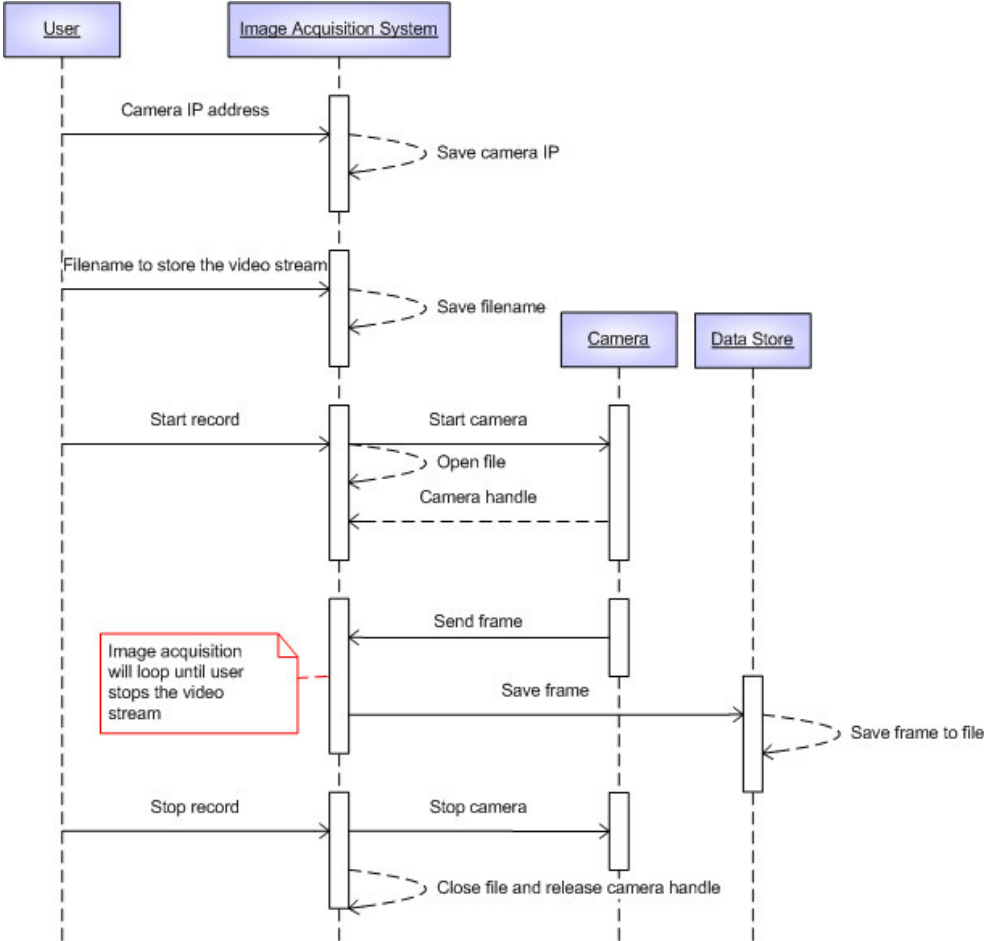 User
Image Acquisition System
Camera IP address
Save camera IP
Filename to store the video stream
Save filename
Camera
Data Store
Start record
Start camera
Open file
Camera handle
Send frame
Image acquisition
will loop until user
stops the video
stream
Save frame
Save frame to file
Stop record
Stop camera
Close file and release camera handle